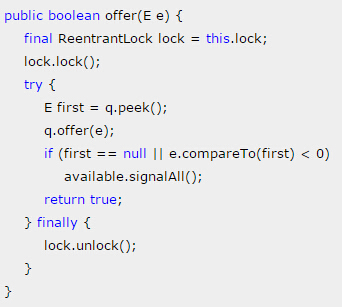 public boolean offer(E e) {
    final ReentrantLock lock = this.lock;
    lock.lock();
    try {
        E first = q.peek();
        q.offer(e);
        if (first == null || e.compareTo(first) < 0)
            available.signalAll();
        return true;
    } finally {
        lock.unlock();
    }
}